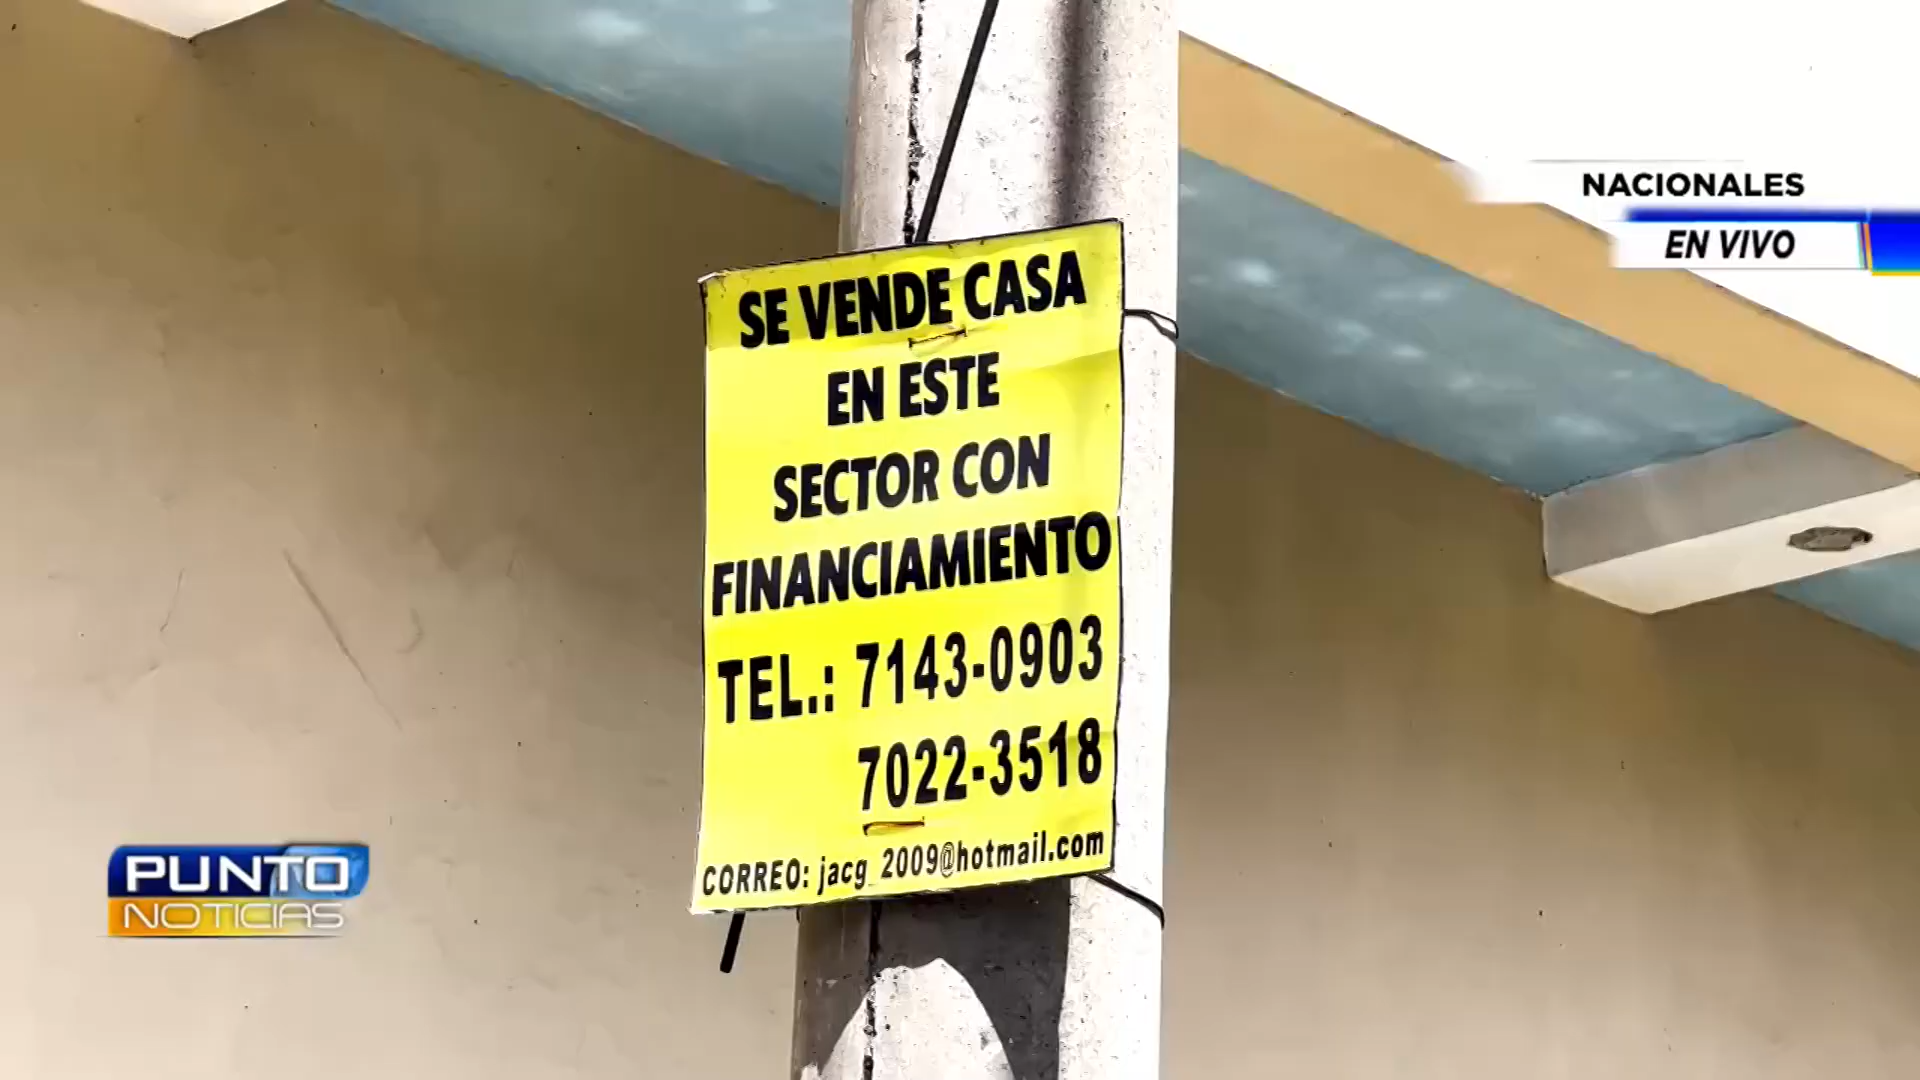 NACIONALES
EN VIVO
SE VENDE CASA
EN ESTE
SECTOR CON
FINANCIAMIENTO
TEL.: 7143-0903
7022-3518
CORREO: jacg_2009@hotmail.com
PUNTO
NOTICIAS